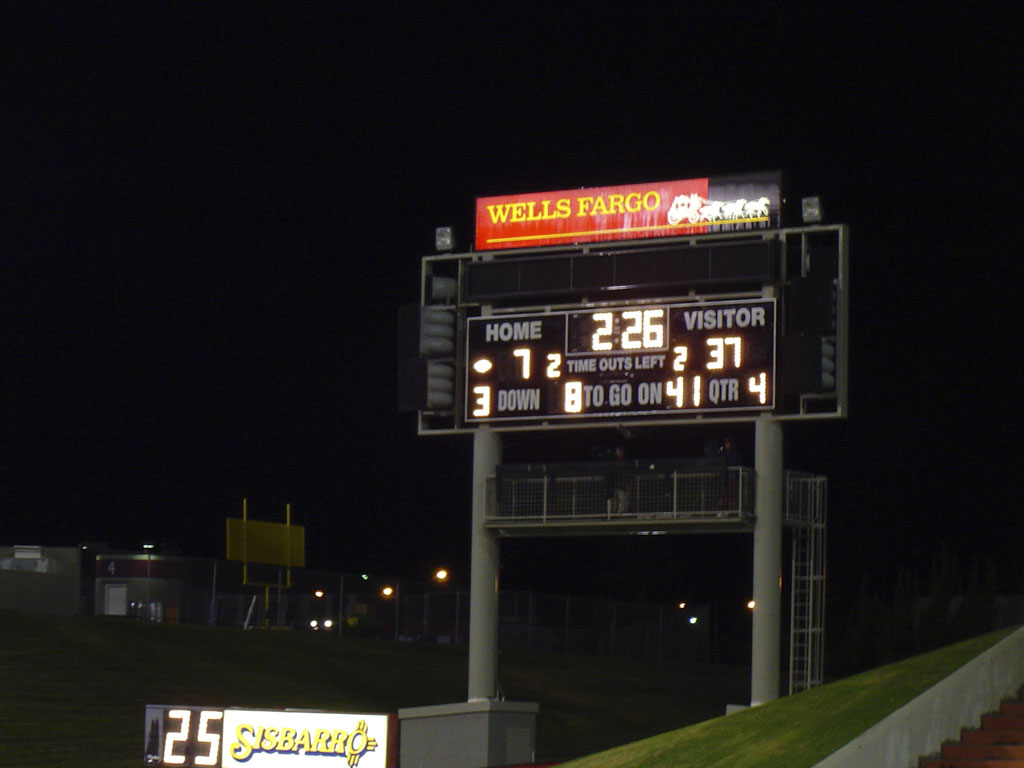 WELLS FARGO
HOME 2:26 VISITOR
7 2 TIME OUTS LEFT 2 37
3 DOWN 8 TO GO ON 41 QTR 4
4
25 SISBARRO